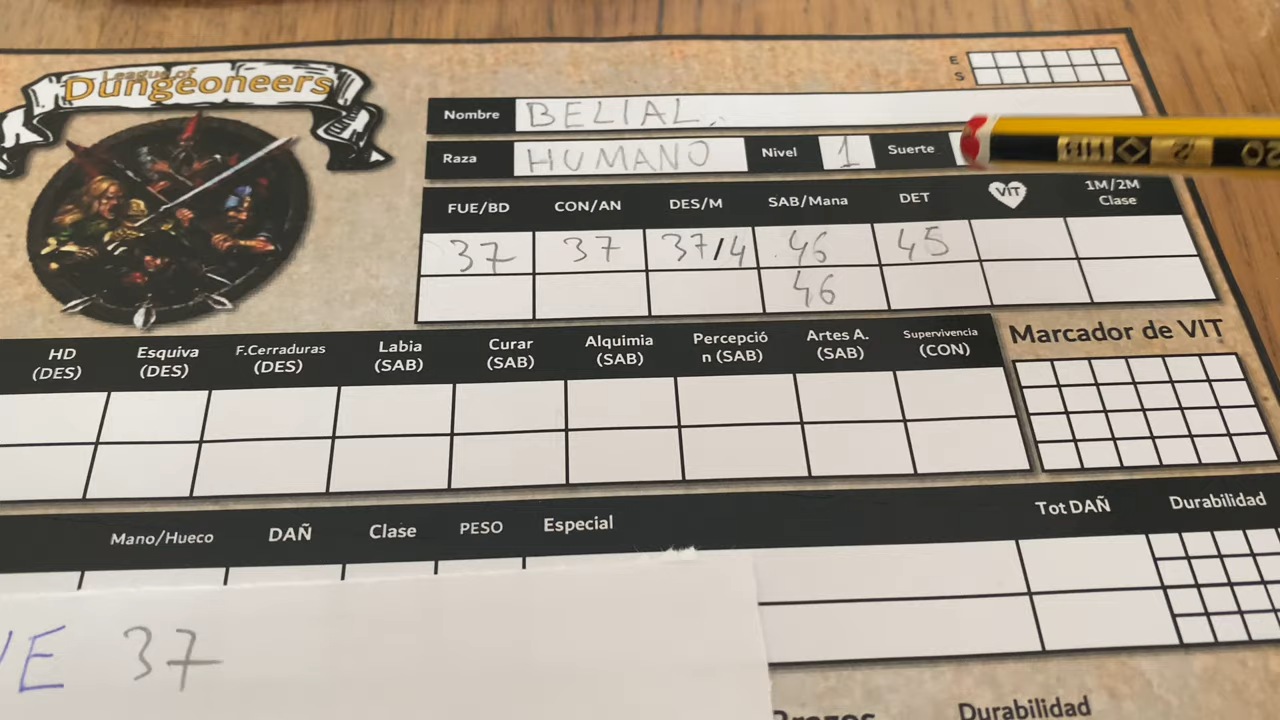 League of
Dungeoneers
E
S
Nombre BELIAL.
Raza HUMANO Nivel 1 Suerte
FUE/BD CON/AN DES/M SAB/Mana DET VIT 1M/2M Clase
37 37 37/4 46 45
46
HD (DES) Esquiva (DES) F.Cerraduras (DES) Labia (SAB) Curar (SAB) Alquimia (SAB) Percepción (SAB) Artes A. (SAB) Supervivencia (CON)
Marcador de VIT
Mano/Hueco DAÑ Clase PESO Especial Tot DAÑ Durabilidad
37
Durabilidad
HB 2